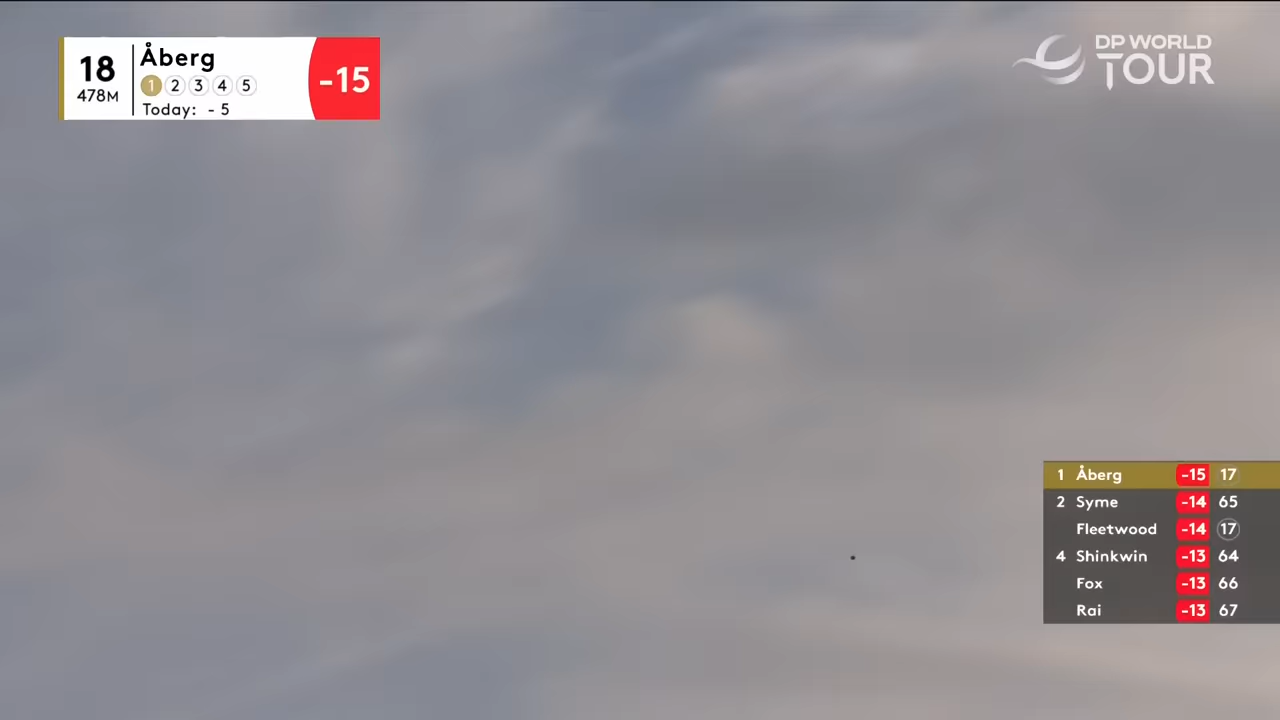 18
478M
Åberg
1 2 3 4 5
Today: - 5
-15
DP WORLD
TOUR
1 Åberg -15 17
2 Syme -14 65
Fleetwood -14 17
4 Shinkwin -13 64
Fox -13 66
Rai -13 67